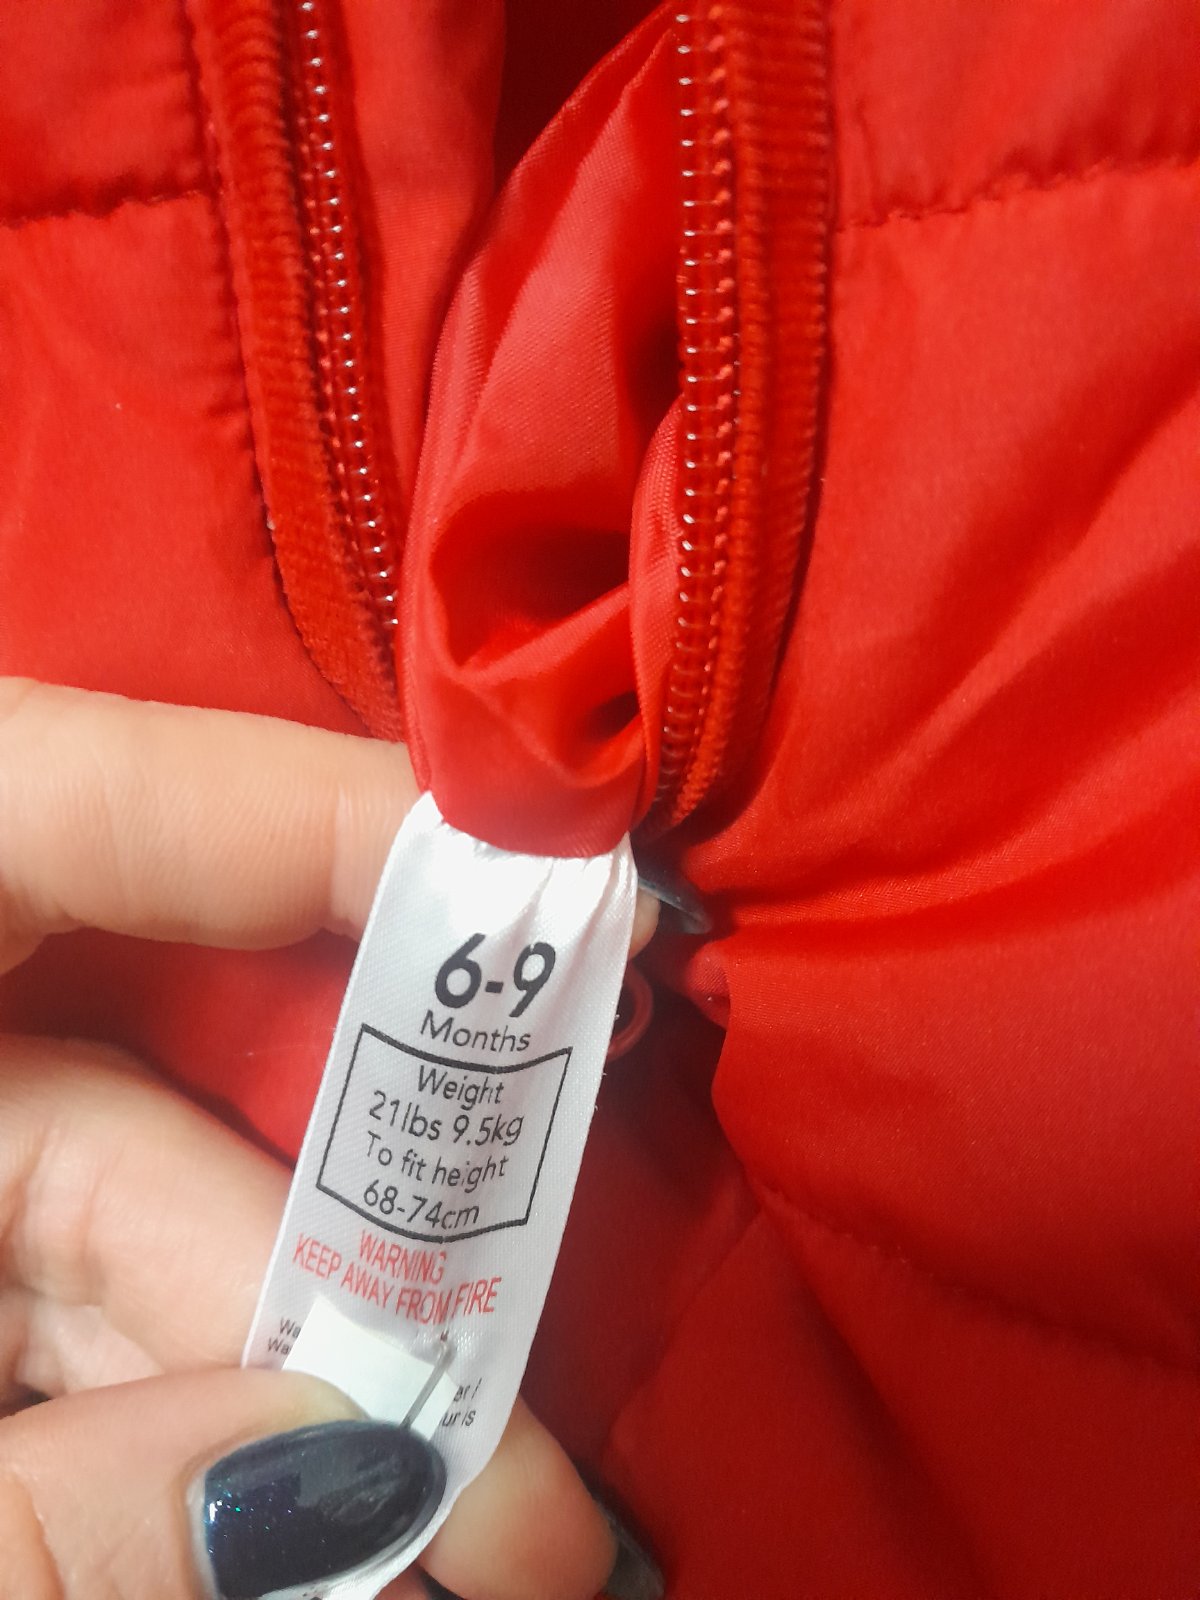 6-9
Months
Weight
21lbs 9.5kg
To fit height
68-74cm
WARNING
KEEP AWAY FROM FIRE